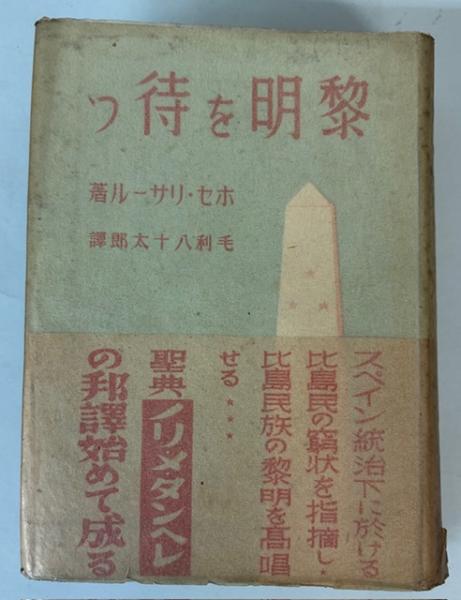 黎明を待つ
ホセ・リサール著
毛利八十太郎譯
スペイン統治下に於ける
比島民の窮状を指摘し・
比島民族の黎明を高唱
せる・・・
聖典ノリメタンヘレ
の邦譯始めて成る